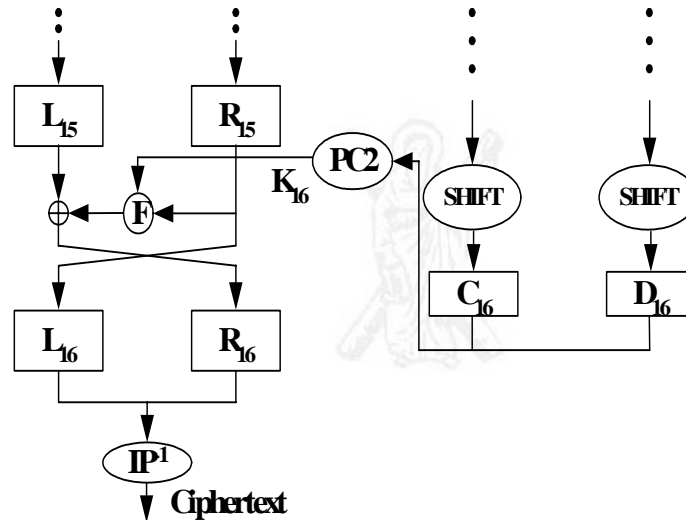 L15 R15
PC2
K16
SHIFT SHIFT
F
C16 D16
L16 R16
IP-1
Ciphertext